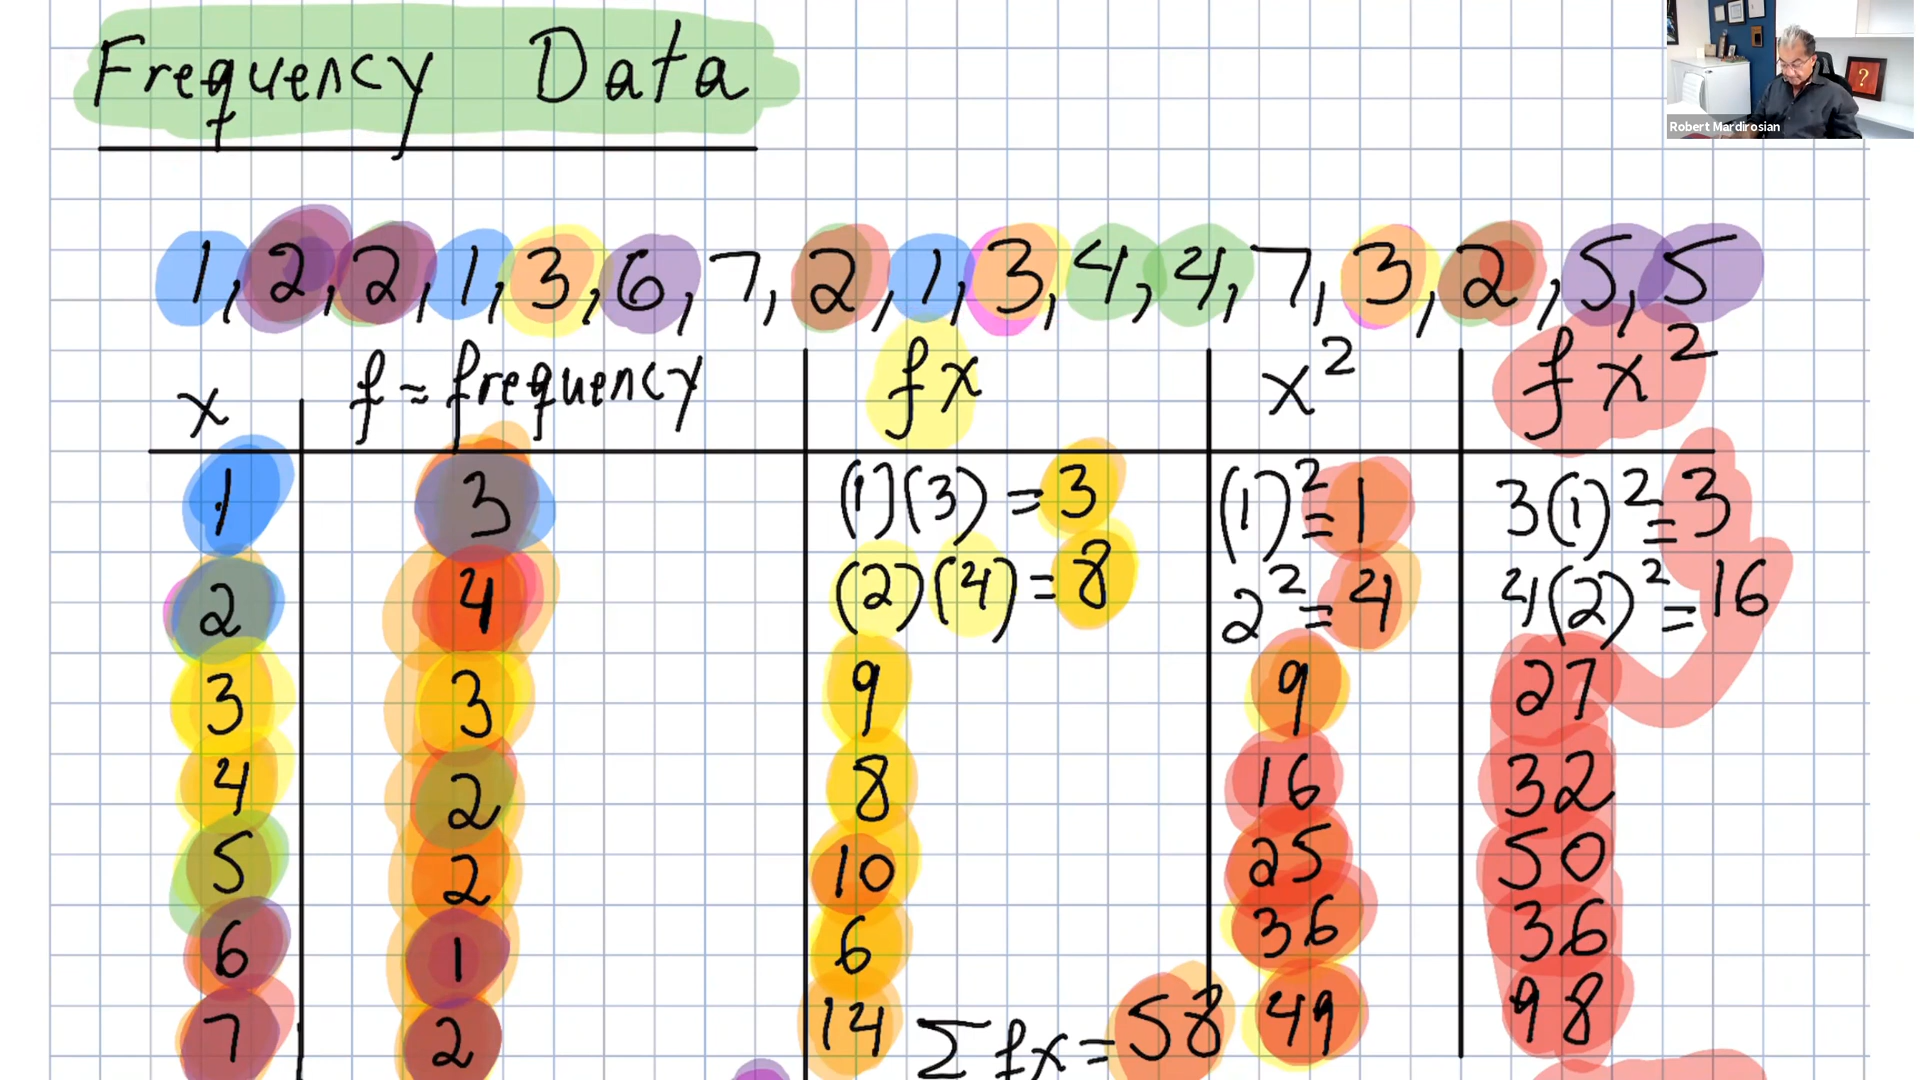 Frequency Data
Robert Mardirosian
1, 2, 2, 1, 3, 6, 7, 2, 1, 3, 4, 4, 7, 3, 2, 5, 5
x f = frequency fx x² fx²
1 3 (1)(3) = 3 (1)² = 1 3(1)² = 3
2 4 (2)(4) = 8 2² = 4 4(2)² = 16
3 3 9 9 27
4 2 8 16 32
5 2 10 25 50
6 1 6 36 36
7 2 14 Σfx = 58 49 98
?